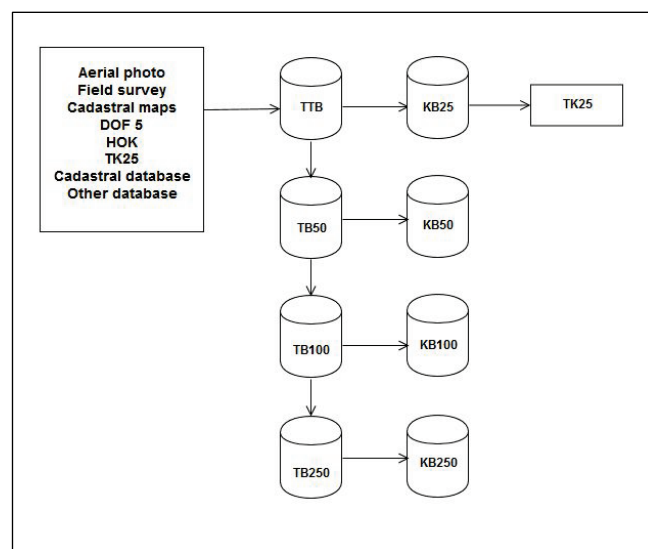 Aerial photo
Field survey
Cadastral maps
DOF 5
HOK
TK25
Cadastral database
Other database
TTB
KB25
TK25
TB50
KB50
TB100
KB100
TB250
KB250